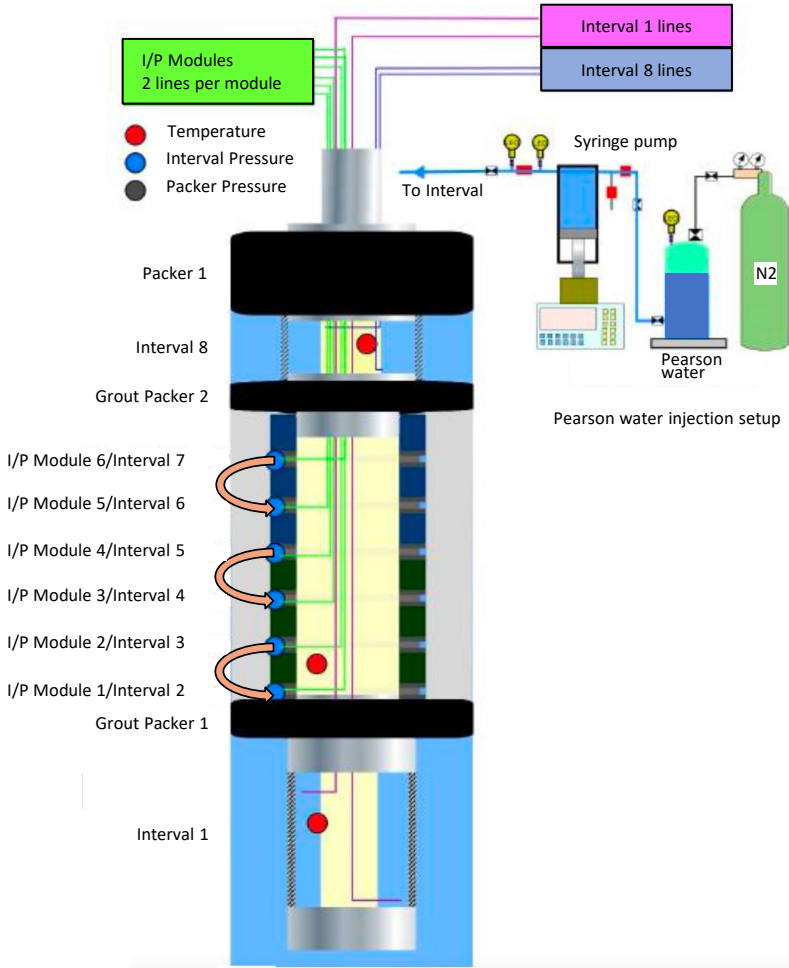 I/P Modules
2 lines per module
Interval 1 lines
Interval 8 lines
Temperature
Interval Pressure
Packer Pressure
Syringe pump
To Interval
N2
Pearson
water
Pearson water injection setup
Packer 1
Interval 8
Grout Packer 2
I/P Module 6/Interval 7
I/P Module 5/Interval 6
I/P Module 4/Interval 5
I/P Module 3/Interval 4
I/P Module 2/Interval 3
I/P Module 1/Interval 2
Grout Packer 1
Interval 1